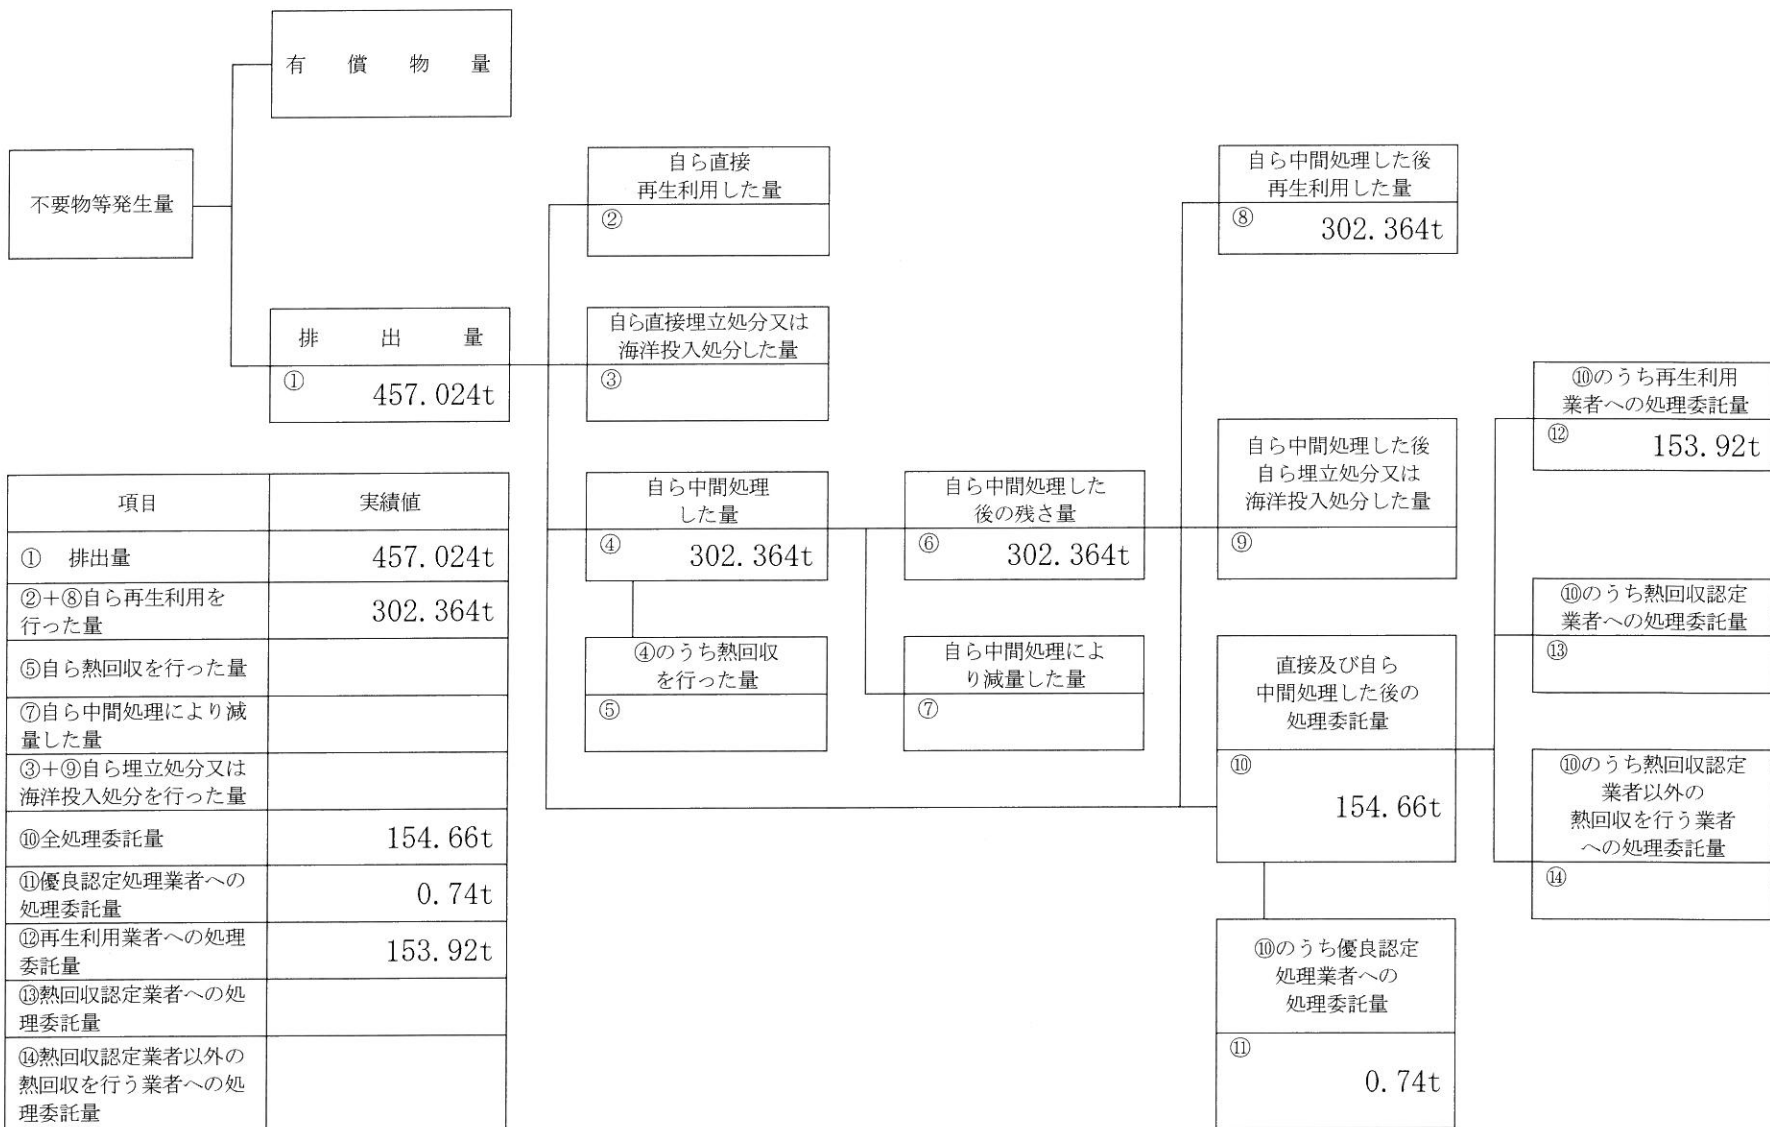 有償物量
不要物等発生量
排出量
① 457.024t
自ら直接
再生利用した量
②
自ら直接埋立処分又は
海洋投入処分した量
③
自ら中間処理
した量
④ 302.364t
④のうち熱回収
を行った量
⑤
自ら中間処理した
後の残さ量
⑥ 302.364t
自ら中間処理によ
り減量した量
⑦
自ら中間処理した後
再生利用した量
⑧ 302.364t
自ら中間処理した後
自ら埋立処分又は
海洋投入処分した量
⑨
直接及び自ら
中間処理した後の
処理委託量
⑩
154.66t
⑩のうち優良認定
処理業者への
処理委託量
⑪
0.74t
⑩のうち再生利用
業者への処理委託量
⑫ 153.92t
⑩のうち熱回収認定
業者への処理委託量
⑬
⑩のうち熱回収認定
業者以外の
熱回収を行う業者
への処理委託量
⑭
項目 実績値
① 排出量 457.024t
②+⑧自ら再生利用を
行った量 302.364t
⑤自ら熱回収を行った量
⑦自ら中間処理により減
量した量
③+⑨自ら埋立処分又は
海洋投入処分を行った量
⑩全処理委託量 154.66t
⑪優良認定処理業者への
処理委託量 0.74t
⑫再生利用業者への処理
委託量 153.92t
⑬熱回収認定業者への処
理委託量
⑭熱回収認定業者以外の
熱回収を行う業者への処
理委託量